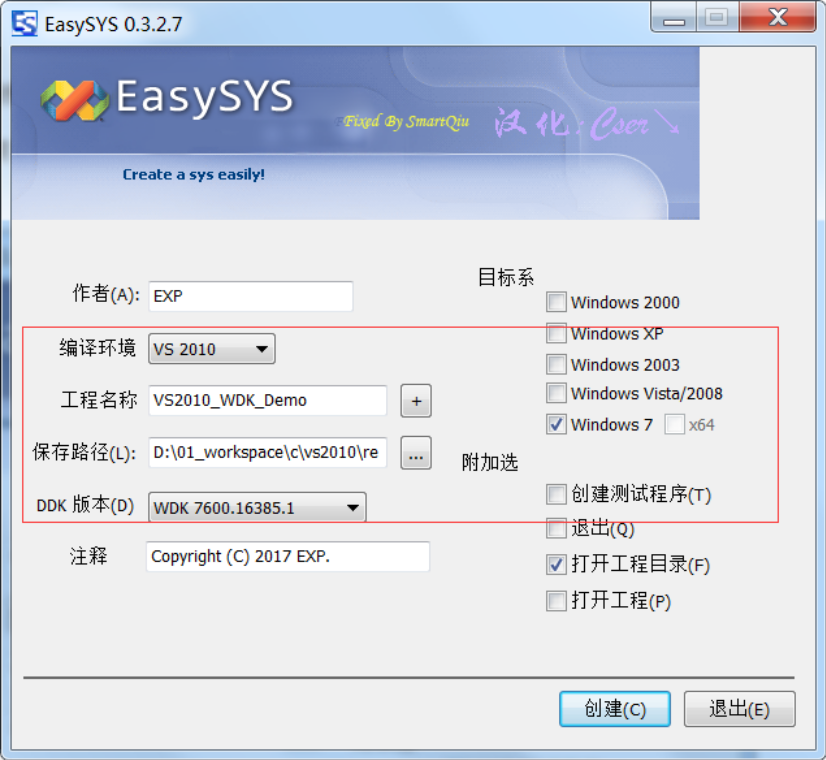 EasySYS 0.3.2.7
EasySYS
Fixed By SmartQiu
汉化:Cser
Create a sys easily!
作者(A):
EXP
编译环境
VS 2010
工程名称
VS2010_WDK_Demo
+
保存路径(L):
D:\01_workspace\c\vs2010\re
...
DDK 版本(D)
WDK 7600.16385.1
注释
Copyright (C) 2017 EXP.
目标系
Windows 2000
Windows XP
Windows 2003
Windows Vista/2008
Windows 7
x64
附加选
创建测试程序(T)
退出(Q)
打开工程目录(F)
打开工程(P)
创建(C)
退出(E)